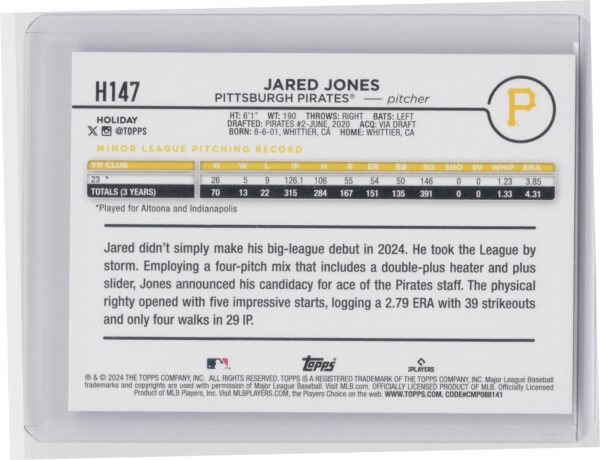 H147
JARED JONES
PITTSBURGH PIRATES® — pitcher
P
HOLIDAY
@TOPPS
HT: 6'1" WT: 190 THROWS: RIGHT BATS: LEFT
DRAFTED: PIRATES #2-JUNE, 2020 ACQ: VIA DRAFT
BORN: 8-6-01, WHITTIER, CA HOME: WHITTIER, CA
MINOR LEAGUE PITCHING RECORD
YR CLUB G W L IP H R ER BB SO SHO SV WHIP ERA
23 * 26 5 9 126.1 106 55 54 50 146 0 0 1.23 3.85
TOTALS (3 YEARS) 70 13 22 315 284 167 151 135 391 0 0 1.33 4.31
*Played for Altoona and Indianapolis
Jared didn't simply make his big-league debut in 2024. He took the League by
storm. Employing a four-pitch mix that includes a double-plus heater and plus
slider, Jones announced his candidacy for ace of the Pirates staff. The physical
righty opened with five impressive starts, logging a 2.79 ERA with 39 strikeouts
and only four walks in 29 IP.
Topps
PLAYERS
® & © 2024 THE TOPPS COMPANY, INC. ALL RIGHTS RESERVED. TOPPS IS A REGISTERED TRADEMARK OF THE TOPPS COMPANY, INC. Major League Baseball
trademarks and copyrights are used with permission of Major League Baseball. Visit MLB.com. OFFICIALLY LICENSED PRODUCT OF MLB. Officially Licensed
Product of MLB Players, Inc. Visit MLBPLAYERS.COM, the Players Choice on the web. WWW.TOPPS.COM. CODE#CMP088141